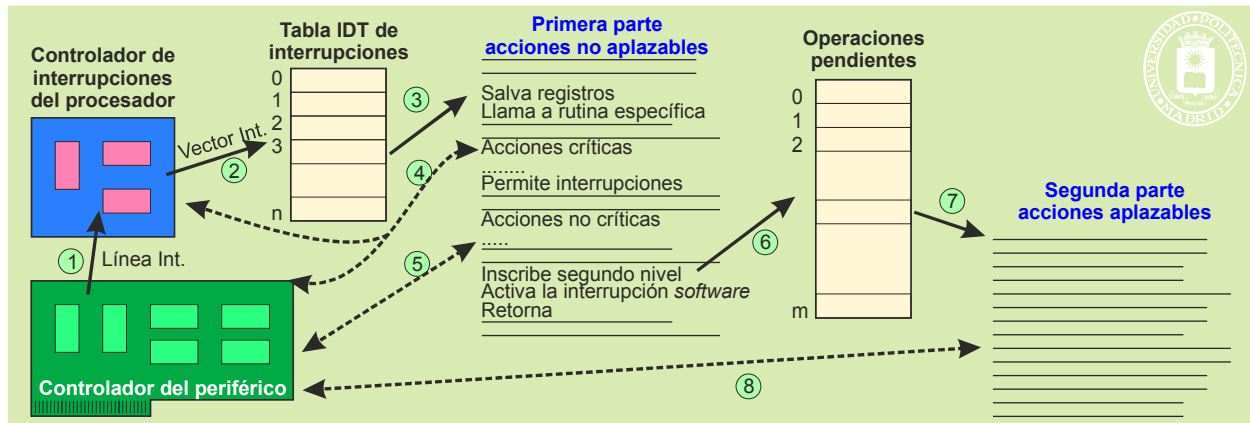 Controlador de
interrupciones
del procesador
Tabla IDT de
interrupciones
0
1
2
3
n
Vector Int.
1
Línea Int.
2
3
4
5
Controlador del periférico
Primera parte
acciones no aplazables
Salva registros
Llama a rutina específica
Acciones críticas
........
Permite interrupciones
Acciones no críticas
.....
Inscribe segundo nivel
Activa la interrupción software
Retorna
6
Operaciones
pendientes
0
1
2
m
7
8
Segunda parte
acciones aplazables
UNIVERSIDAD POLITECNICA
MADRID